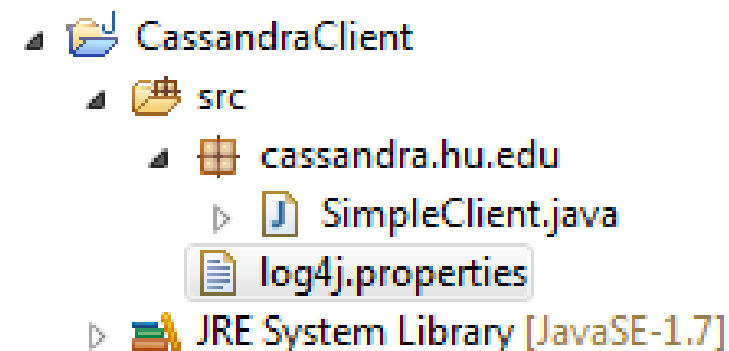 CassandraClient
src
cassandra.hu.edu
SimpleClient.java
log4j.properties
JRE System Library [JavaSE-1.7]